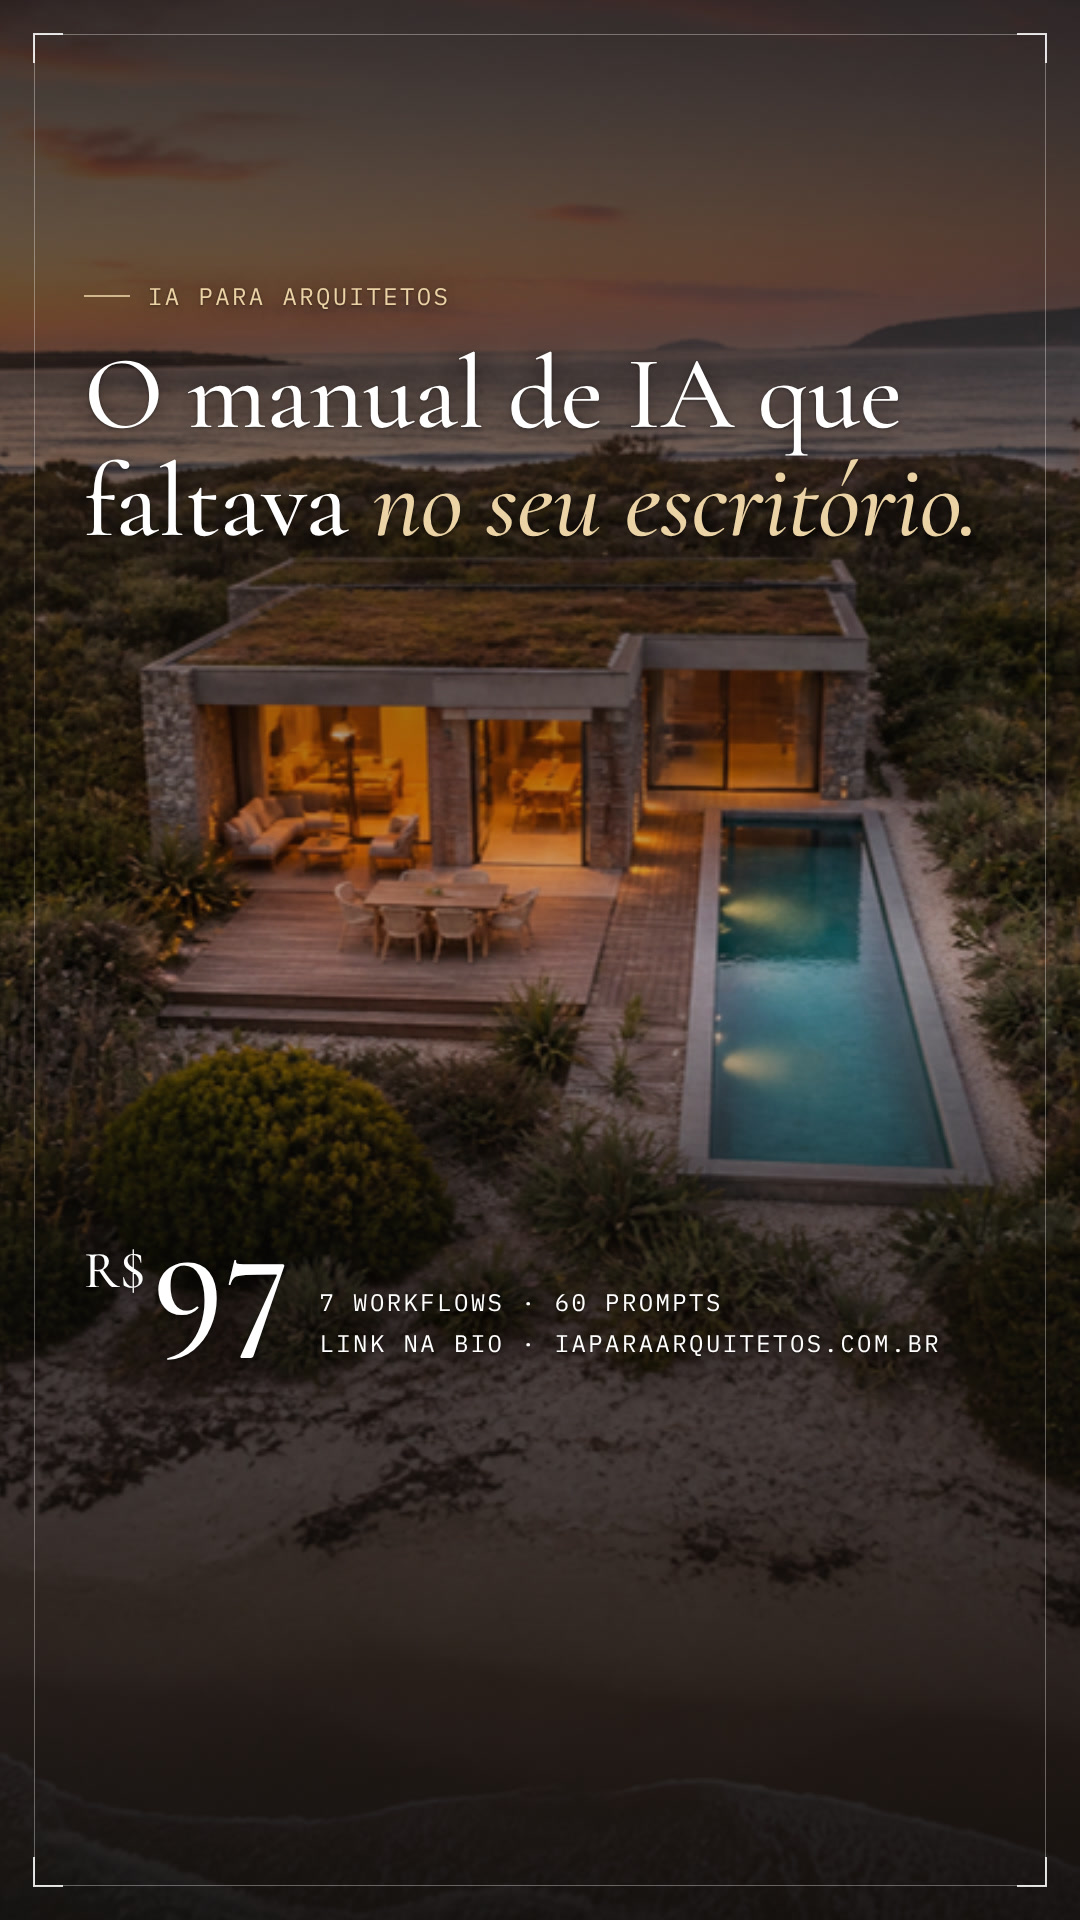 IA PARA ARQUITETOS
O manual de IA que
faltava no seu escritório.
R$ 97
7 WORKFLOWS · 60 PROMPTS
LINK NA BIO · IAPARAARQUITETOS.COM.BR